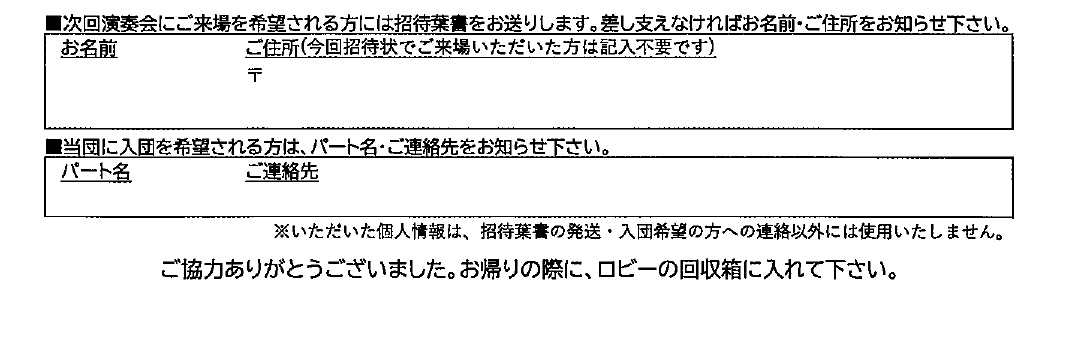 ■次回演奏会にご来場を希望される方には招待葉書をお送りします。差し支えなければお名前・ご住所をお知らせ下さい。
お名前 ご住所(今回招待状でご来場いただいた方は記入不要です)
〒
■当団に入団を希望される方は、パート名・ご連絡先をお知らせ下さい。
パート名 ご連絡先
※いただいた個人情報は、招待葉書の発送・入団希望の方への連絡以外には使用いたしません。
ご協力ありがとうございました。お帰りの際に、ロビーの回収箱に入れて下さい。